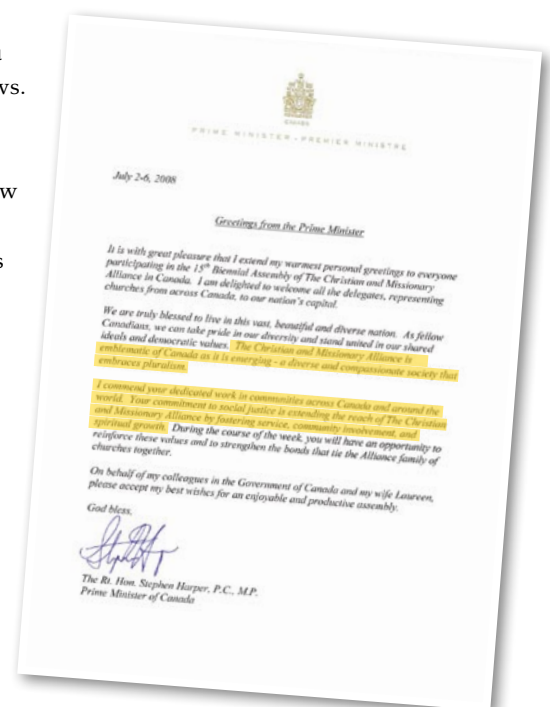 vs.
w
s
CANADA
PRIME MINISTER - PREMIER MINISTRE
July 2-6, 2008
Greetings from the Prime Minister
It is with great pleasure that I extend my warmest personal greetings to everyone
participating in the 15th Biennial Assembly of The Christian and Missionary
Alliance in Canada. I am delighted to welcome all the delegates, representing
churches from across Canada, to our nation's capital.
We are truly blessed to live in this vast, beautiful and diverse nation. As fellow
Canadians, we can take pride in our diversity and stand united in our shared
ideals and democratic values. The Christian and Missionary Alliance is
emblematic of Canada as it is emerging - a diverse and compassionate society that
embraces pluralism.
I commend your dedicated work in communities across Canada and around the
world. Your commitment to social justice is extending the reach of The Christian
and Missionary Alliance by fostering service, community involvement, and
spiritual growth. During the course of the week, you will have an opportunity to
reinforce these values and to strengthen the bonds that tie the Alliance family of
churches together.
On behalf of my colleagues in the Government of Canada and my wife Laureen,
please accept my best wishes for an enjoyable and productive assembly.
God bless,
The Rt. Hon. Stephen Harper, P.C., M.P.
Prime Minister of Canada